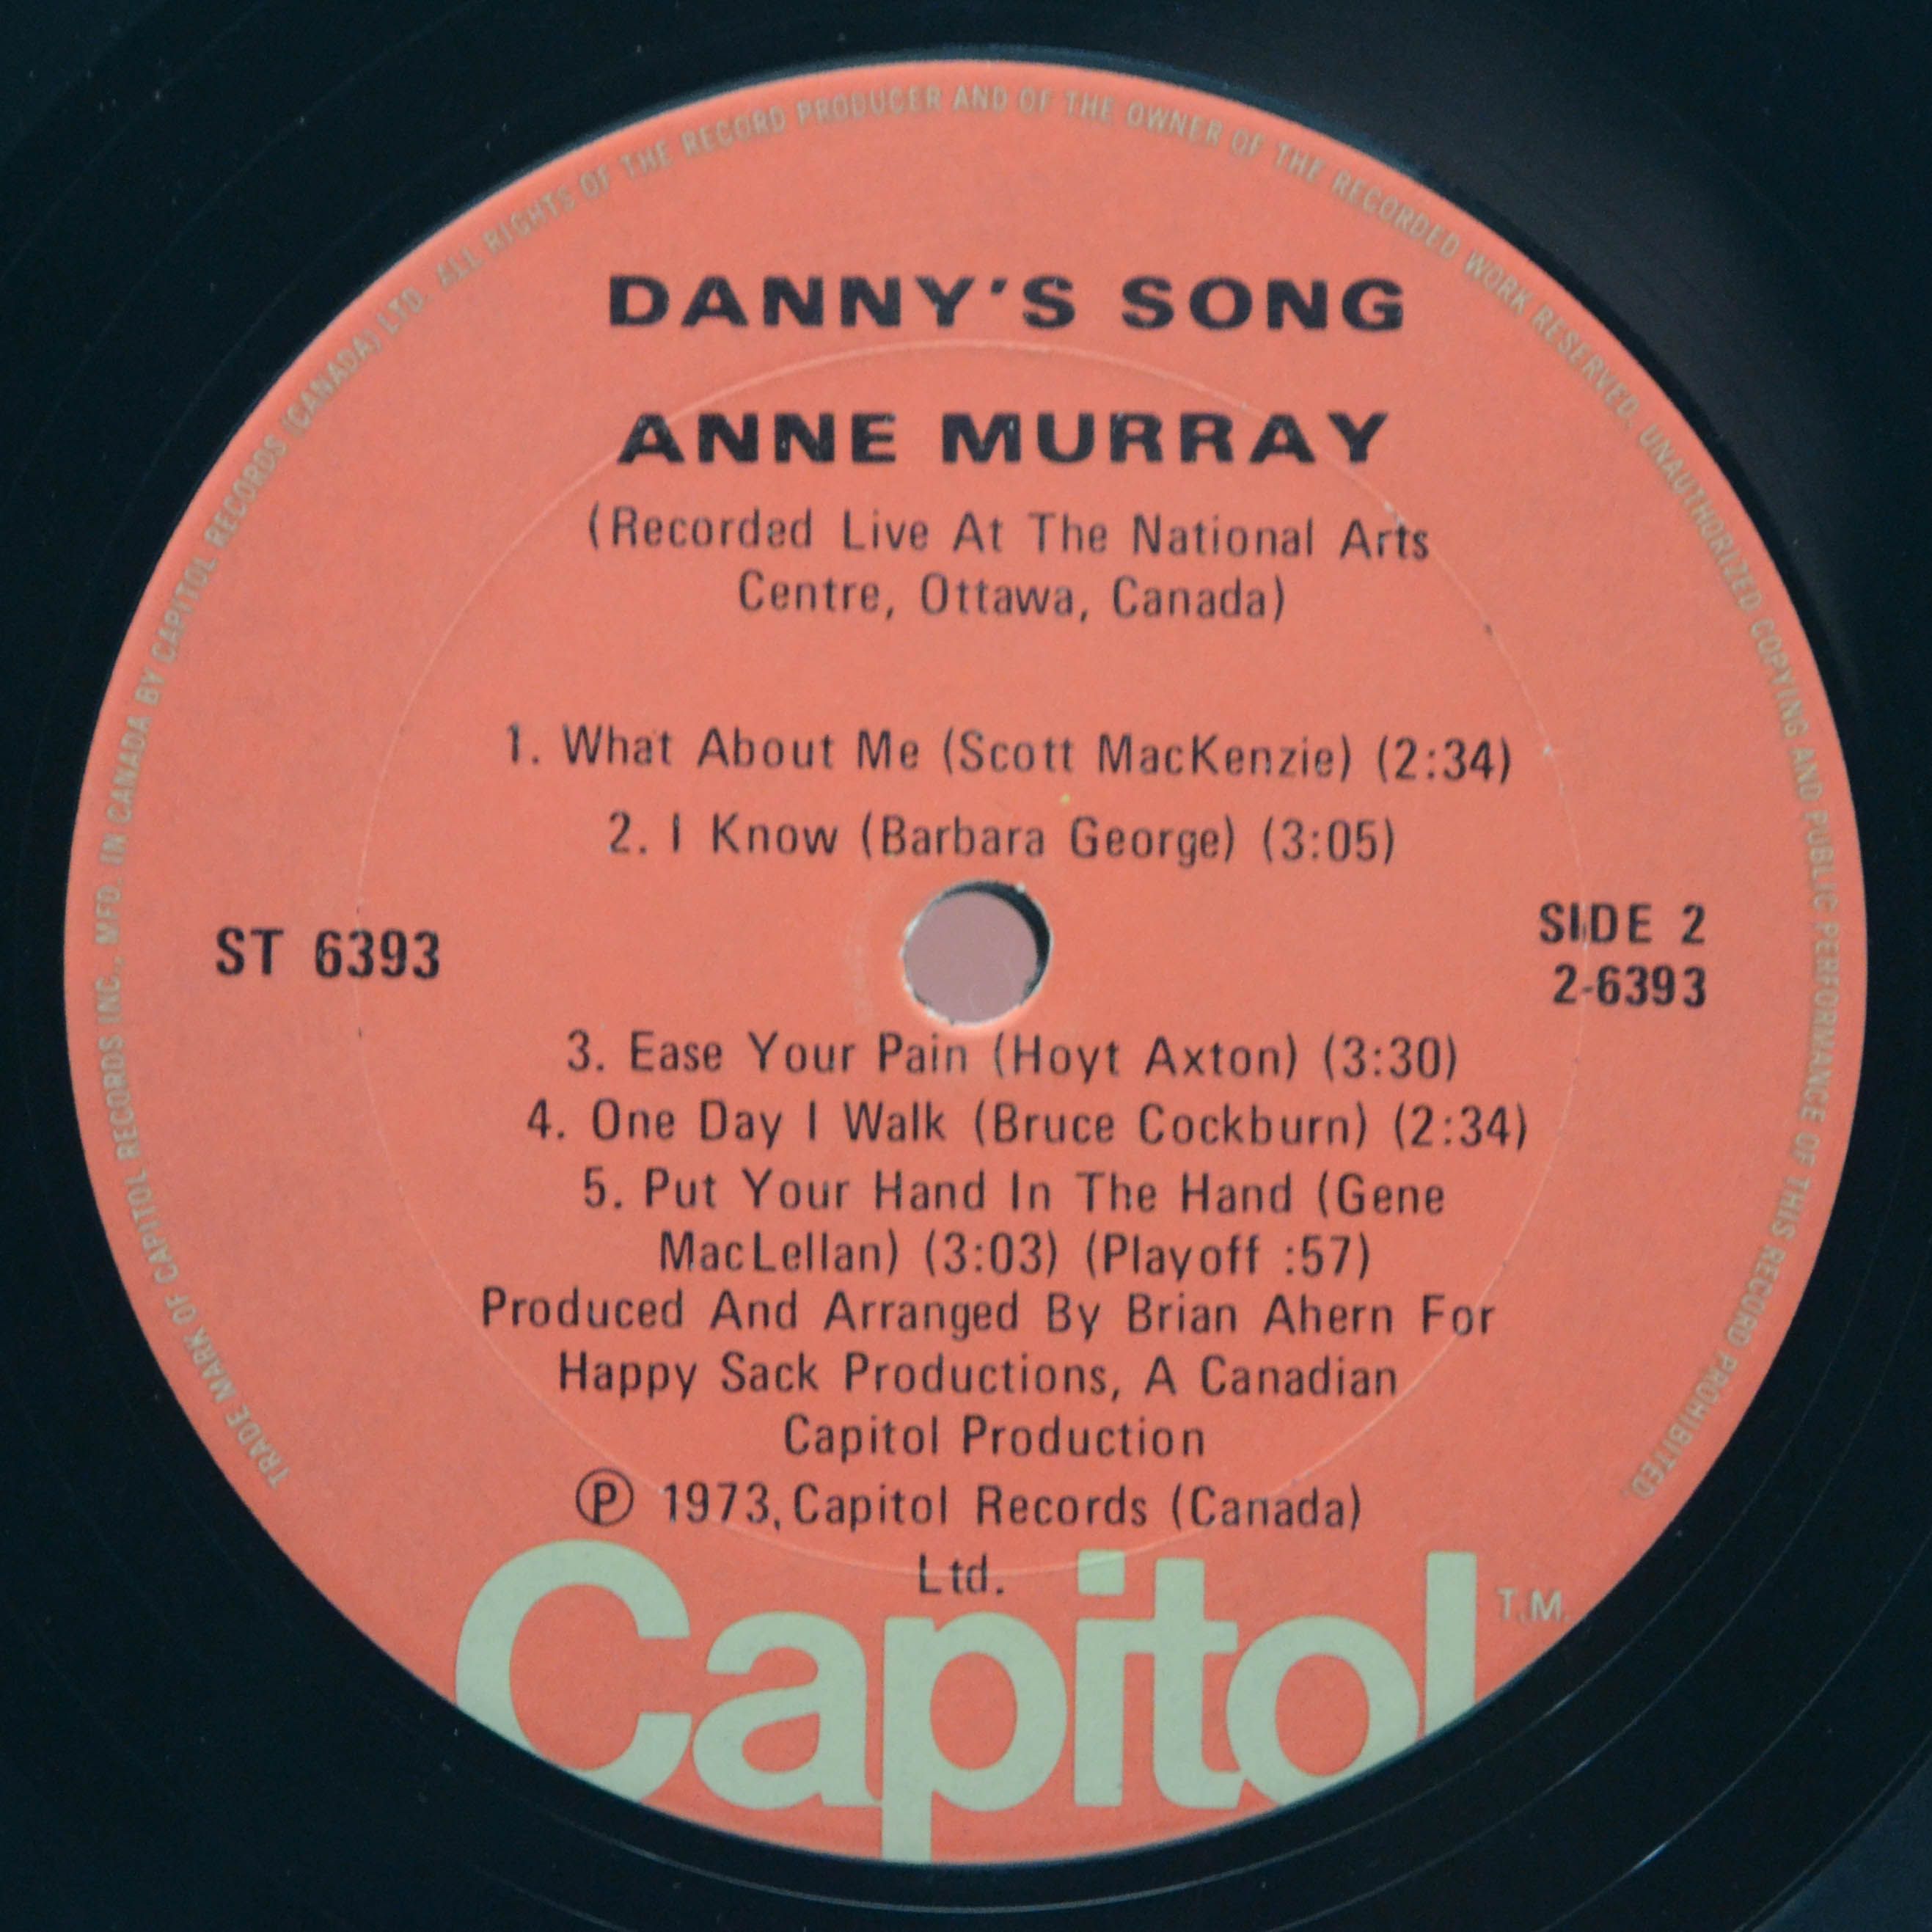 TRADE MARK OF CAPITOL RECORDS INC., MFD. IN CANADA BY CAPITOL RECORDS (CANADA) LTD. ALL RIGHTS OF THE RECORD PRODUCER AND OF THE OWNER OF THE RECORDED WORK RESERVED. UNAUTHORIZED COPYING AND PUBLIC PERFORMANCE OF THIS RECORD PROHIBITED.
DANNY'S SONG
ANNE MURRAY
(Recorded Live At The National Arts
Centre, Ottawa, Canada)
1. What About Me (Scott MacKenzie) (2:34)
2. I Know (Barbara George) (3:05)
ST 6393
SIDE 2
2-6393
3. Ease Your Pain (Hoyt Axton) (3:30)
4. One Day I Walk (Bruce Cockburn) (2:34)
5. Put Your Hand In The Hand (Gene
MacLellan) (3:03) (Playoff :57)
Produced And Arranged By Brian Ahern For
Happy Sack Productions, A Canadian
Capitol Production
Ⓟ 1973, Capitol Records (Canada)
Ltd.
Capitol T.M.